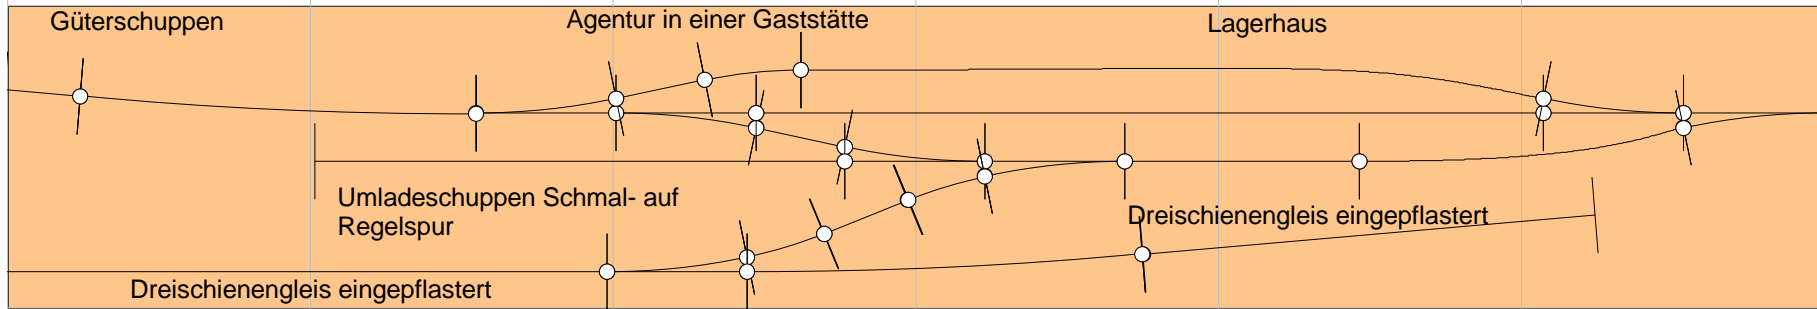 Güterschuppen
Agentur in einer Gaststätte
Lagerhaus
Umladeschuppen Schmal- auf
Regelspur
Dreischienengleis eingepflastert
Dreischienengleis eingepflastert